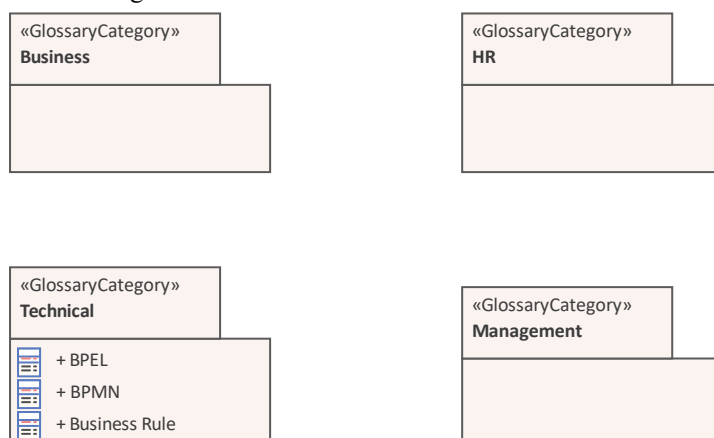 «GlossaryCategory»
Business
«GlossaryCategory»
HR
«GlossaryCategory»
Technical
+ BPEL
+ BPMN
+ Business Rule
«GlossaryCategory»
Management